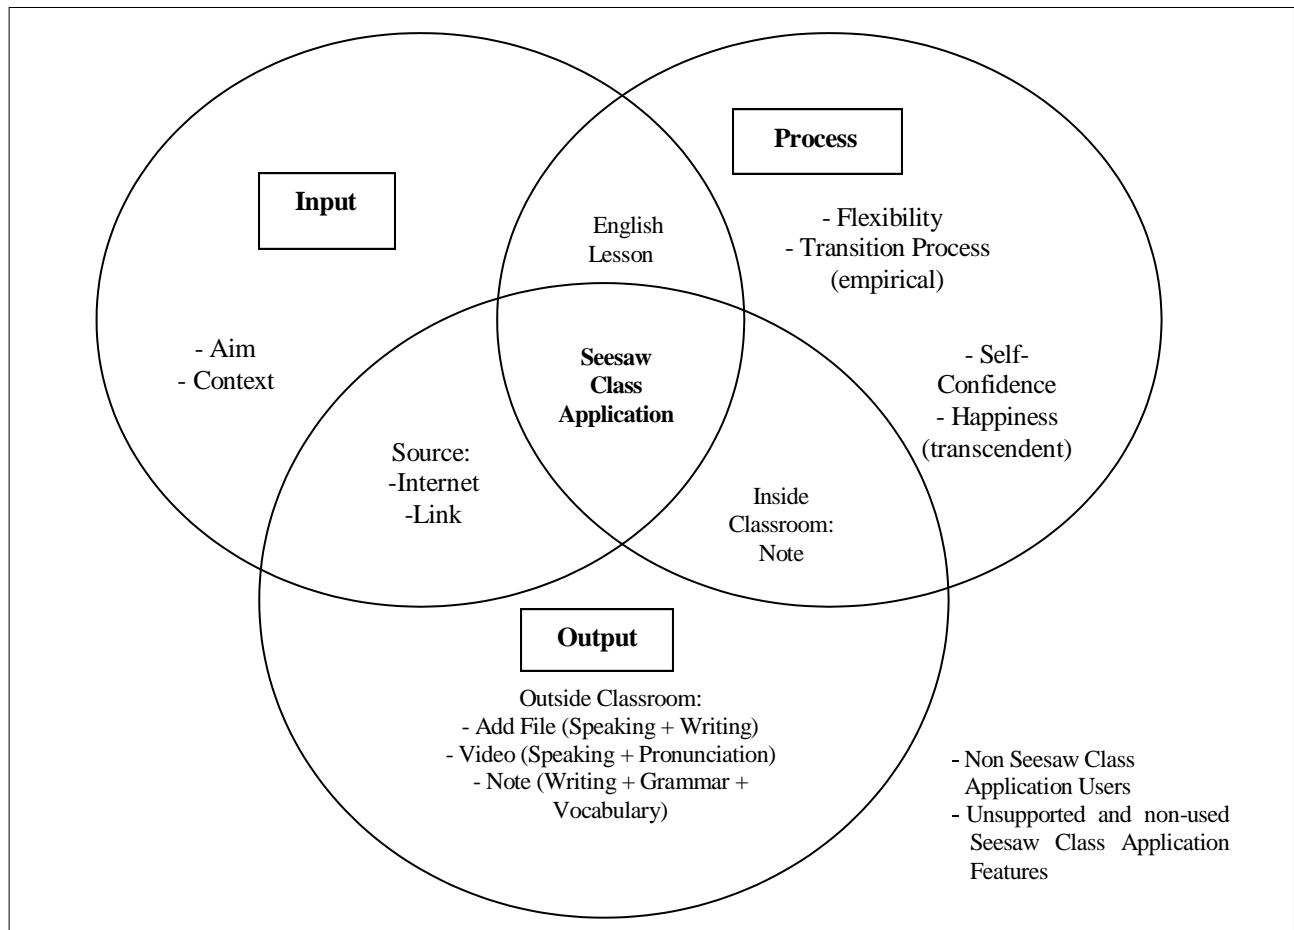 Process
Input
- Flexibility
- Transition Process
(empirical)
English
Lesson
- Aim
- Context
Seesaw
Class
Application
- Self-
Confidence
- Happiness
(transcendent)
Source:
-Internet
-Link
Inside
Classroom:
Note
Output
Outside Classroom:
- Add File (Speaking + Writing)
- Video (Speaking + Pronunciation)
- Note (Writing + Grammar +
Vocabulary)
- Non Seesaw Class
Application Users
- Unsupported and non-used
Seesaw Class Application
Features